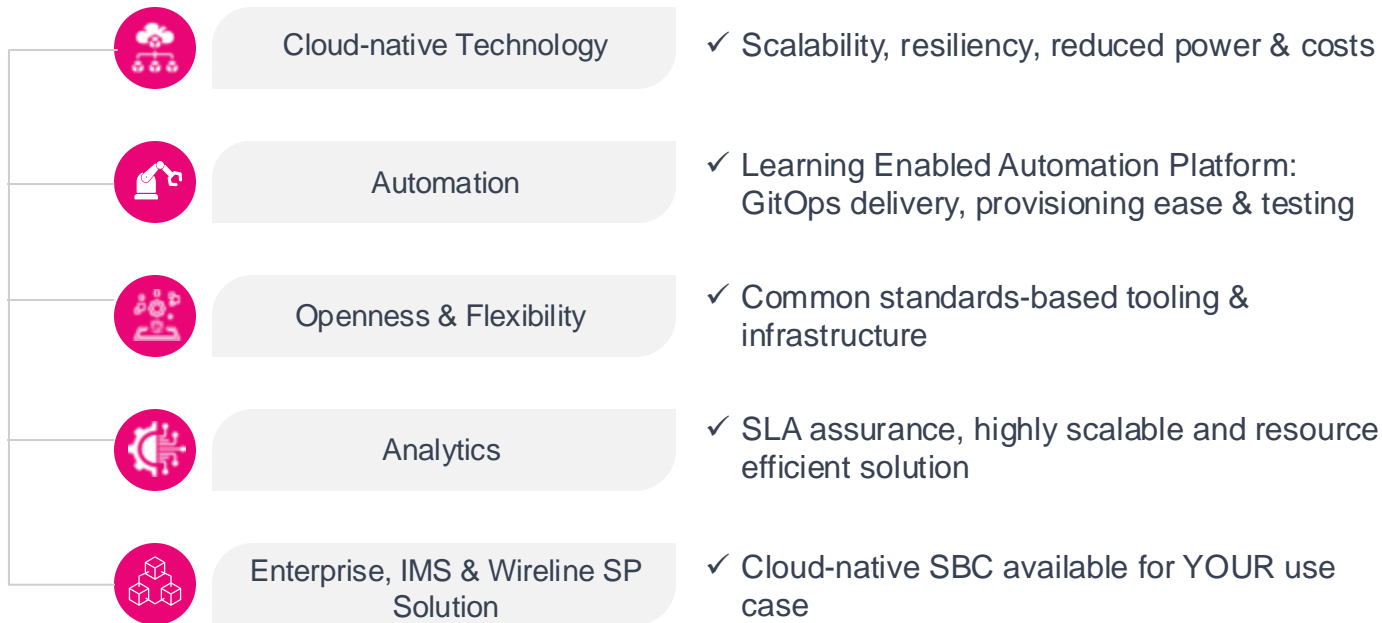 Cloud-native Technology
✓ Scalability, resiliency, reduced power & costs
Automation
✓ Learning Enabled Automation Platform:
GitOps delivery, provisioning ease & testing
Openness & Flexibility
✓ Common standards-based tooling &
infrastructure
Analytics
✓ SLA assurance, highly scalable and resource
efficient solution
Enterprise, IMS & Wireline SP
Solution
✓ Cloud-native SBC available for YOUR use
case